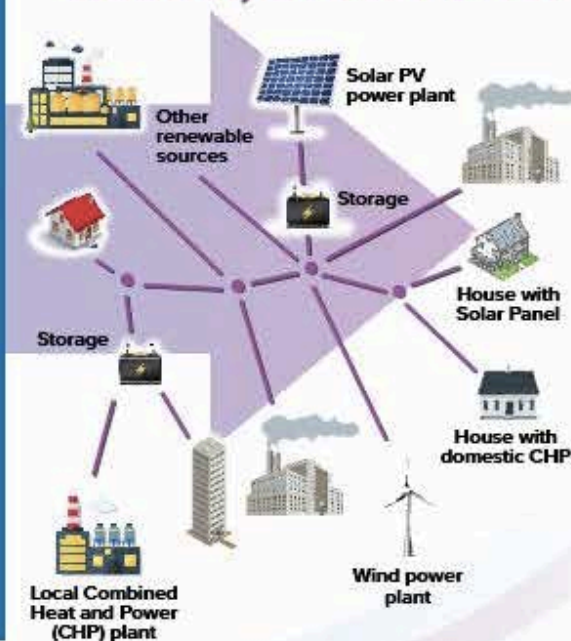 Solar PV
power plant
Other
renewable
sources
Storage
House with
Solar Panel
Storage
House with
domestic CHP
Wind power
plant
Local Combined
Heat and Power
(CHP) plant